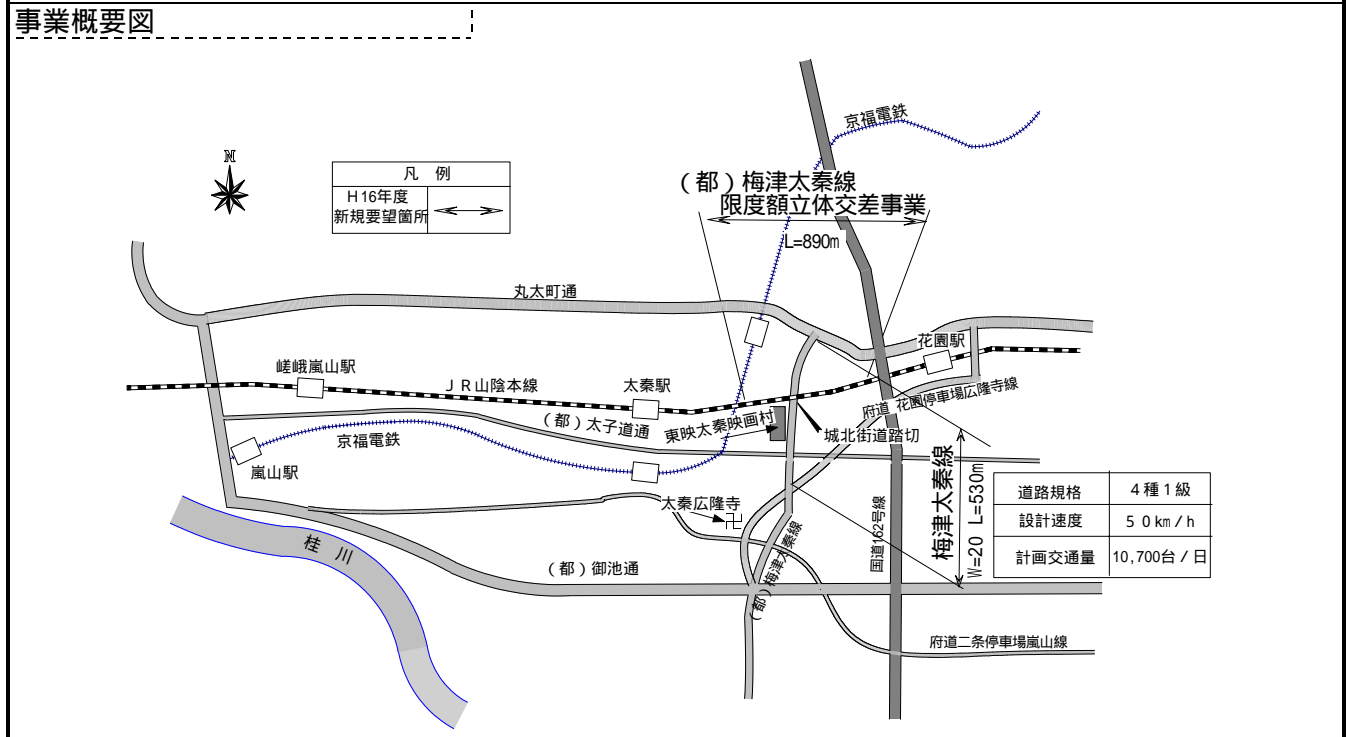 事業概要図
N
凡 例
H16年度
新規要望箇所
京福電鉄
(都)梅津太秦線
限度額立体交差事業
L=890m
丸太町通
花園駅
嵯峨嵐山駅
JR山陰本線
太秦駅
府道 花園停車場広隆寺線
(都)太子道通
東映太秦映画村
城北街道踏切
京福電鉄
嵐山駅
太秦広隆寺
卍
国道162号線
梅津太秦線
W=20 L=530m
道路規格 4種1級
設計速度 50km/h
計画交通量 10,700台/日
桂川
(都)御池通
(都)梅津太秦線
府道二条停車場嵐山線